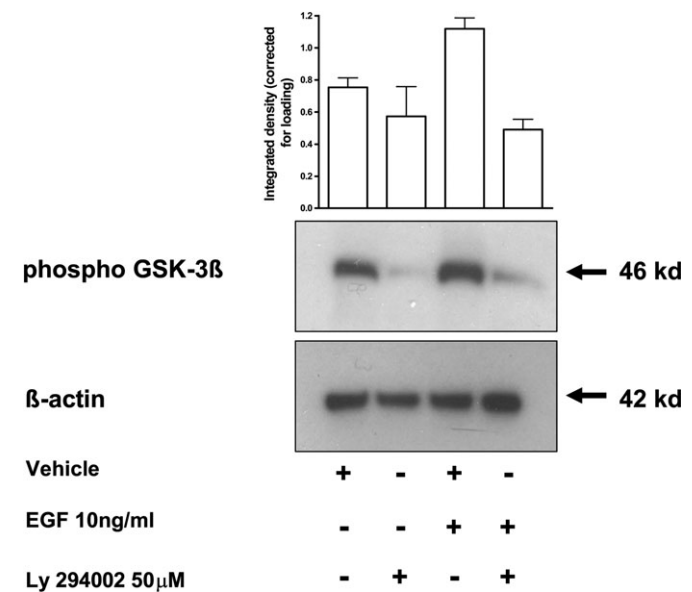 Integrated density (corrected
for loading)
1.2
1.0
0.8
0.6
0.4
0.2
0.0
phospho GSK-3ß
46 kd
ß-actin
42 kd
Vehicle + - + -
EGF 10ng/ml - - + +
Ly 294002 50µM - + - +